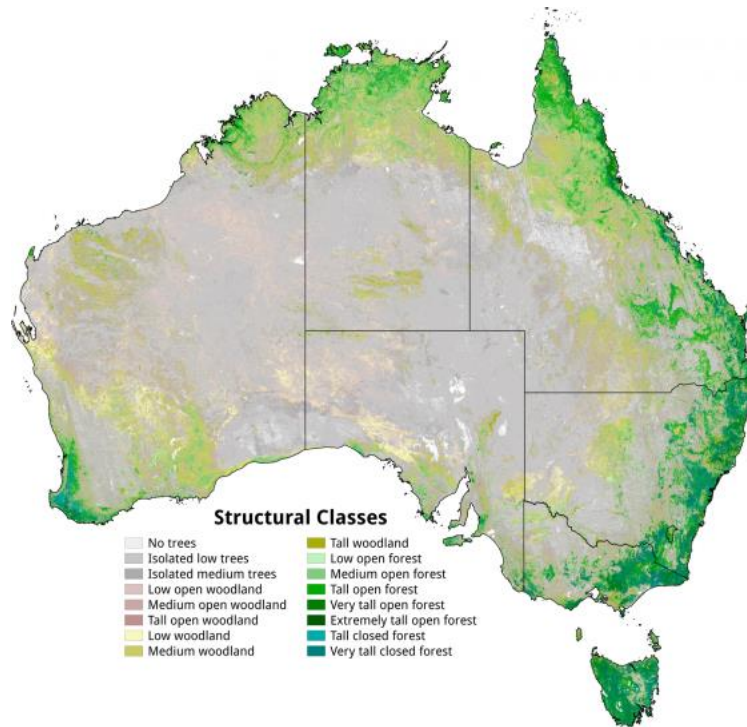 Structural Classes
No trees
Isolated low trees
Isolated medium trees
Low open woodland
Medium open woodland
Tall open woodland
Low woodland
Medium woodland
Tall woodland
Low open forest
Medium open forest
Tall open forest
Very tall open forest
Extremely tall open forest
Tall closed forest
Very tall closed forest